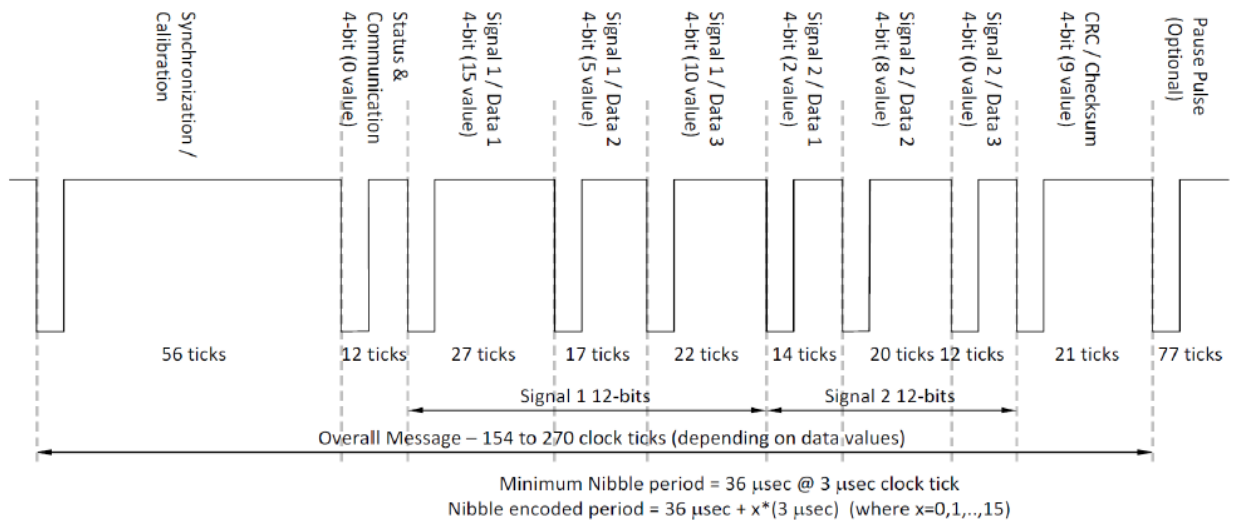 Synchronization /
Calibration
Status &
Communication
4-bit (0 value)
Signal 1 / Data 1
4-bit (15 value)
Signal 1 / Data 2
4-bit (5 value)
Signal 1 / Data 3
4-bit (10 value)
Signal 2 / Data 1
4-bit (2 value)
Signal 2 / Data 2
4-bit (8 value)
Signal 2 / Data 3
4-bit (0 value)
CRC / Checksum
4-bit (9 value)
Pause Pulse
(Optional)
56 ticks 12 ticks 27 ticks 17 ticks 22 ticks 14 ticks 20 ticks 12 ticks 21 ticks 77 ticks
Signal 1 12-bits Signal 2 12-bits
Overall Message – 154 to 270 clock ticks (depending on data values)
Minimum Nibble period = 36 μsec @ 3 μsec clock tick
Nibble encoded period = 36 μsec + x*(3 μsec) (where x=0,1,..,15)